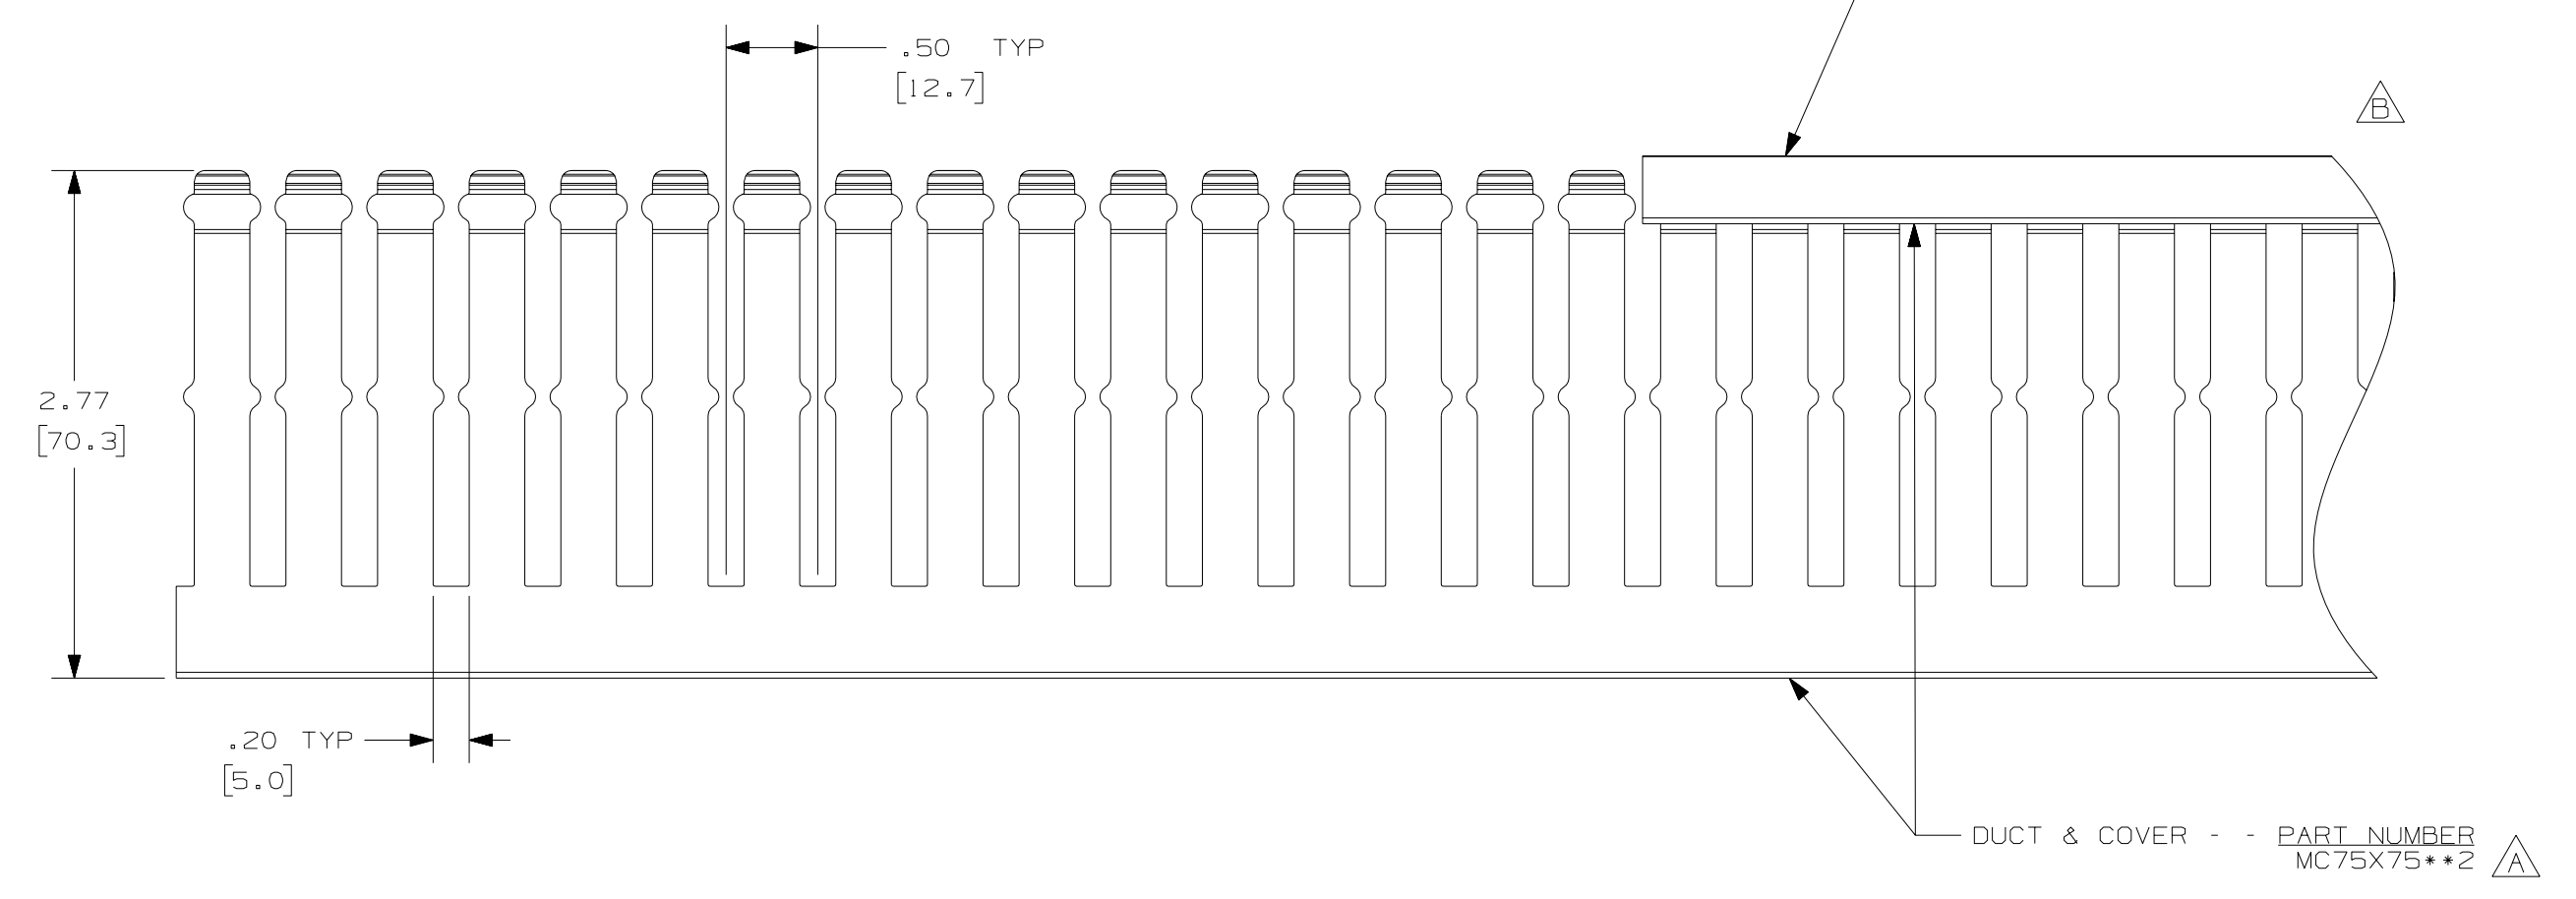 .50 TYP
[12.7]
B
2.77
[70.3]
.20 TYP
[5.0]
DUCT & COVER - - PART NUMBER
MC75X75**2
A